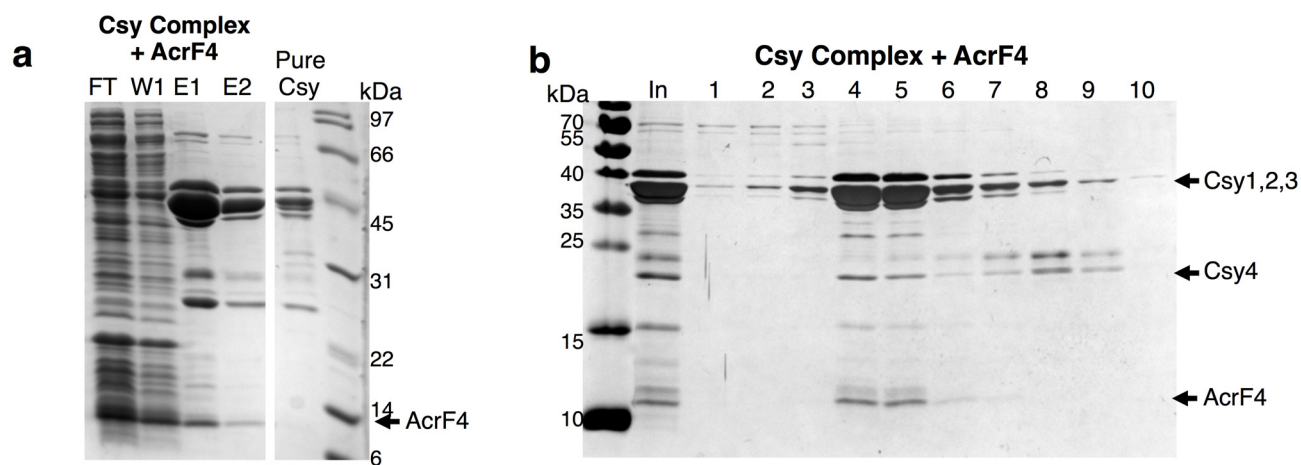 a
Csy Complex
+ AcrF4
FT W1 E1 E2
Pure
Csy
kDa
97
66
45
31
22
14
6
AcrF4
b
Csy Complex + AcrF4
kDa In 1 2 3 4 5 6 7 8 9 10
70
55
40
35
25
15
10
Csy1,2,3
Csy4
AcrF4